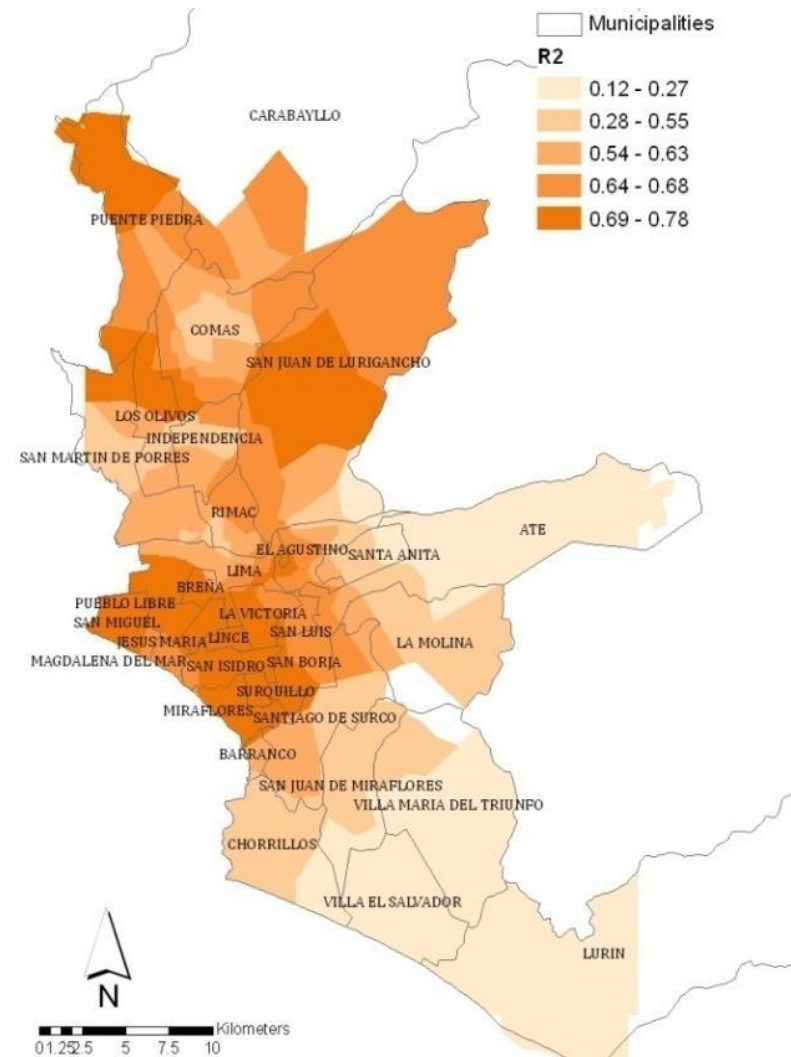 Municipalities
R2
0.12 - 0.27
0.28 - 0.55
0.54 - 0.63
0.64 - 0.68
0.69 - 0.78
CARABAYLLO
PUENTE PIEDRA
COMAS
SAN JUAN DE LURIGANCHO
LOS OLIVOS
INDEPENDENCIA
SAN MARTIN DE PORRES
RIMAC
ATE
EL AGUSTINO
SANTA ANITA
LIMA
BREÑA
PUEBLO LIBRE
LA VICTORIA
SAN MIGUEL
SAN LUIS
JESUS MARIA
LINCE
LA MOLINA
MAGDALENA DEL MAR
SAN ISIDRO
SAN BORJA
SURQUILLO
MIRAFLORES
SANTIAGO DE SURCO
BARRANCO
SAN JUAN DE MIRAFLORES
VILLA MARIA DEL TRIUNFO
CHORRILLOS
VILLA EL SALVADOR
LURIN
N
Kilometers
0 1.25 2.5 5 7.5 10